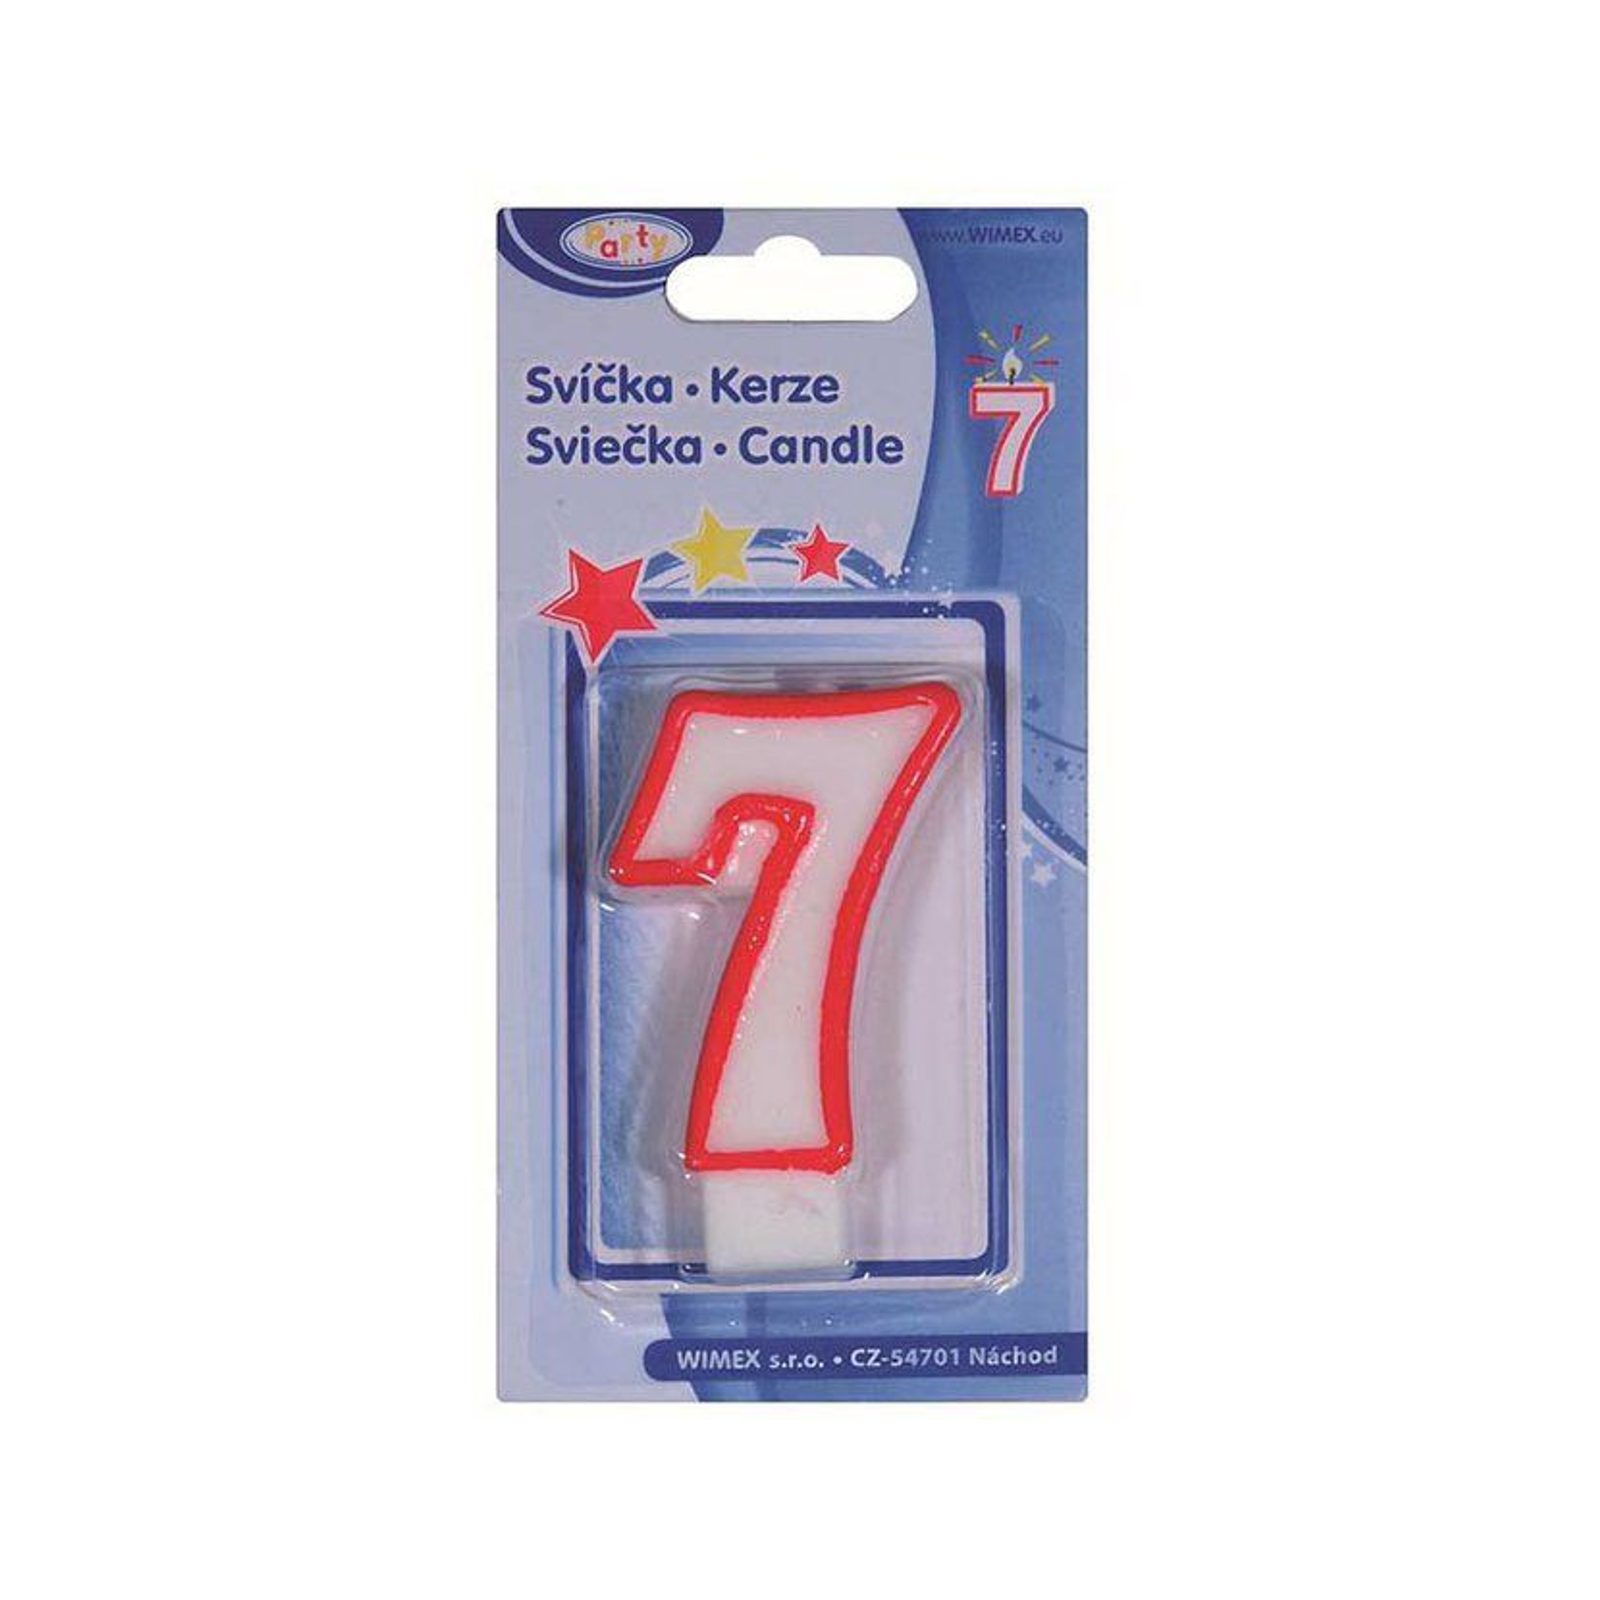 Party
www.WIMEX.eu
Svíčka • Kerze
Sviečka • Candle
7
7
WIMEX s.r.o. • CZ-54701 Náchod